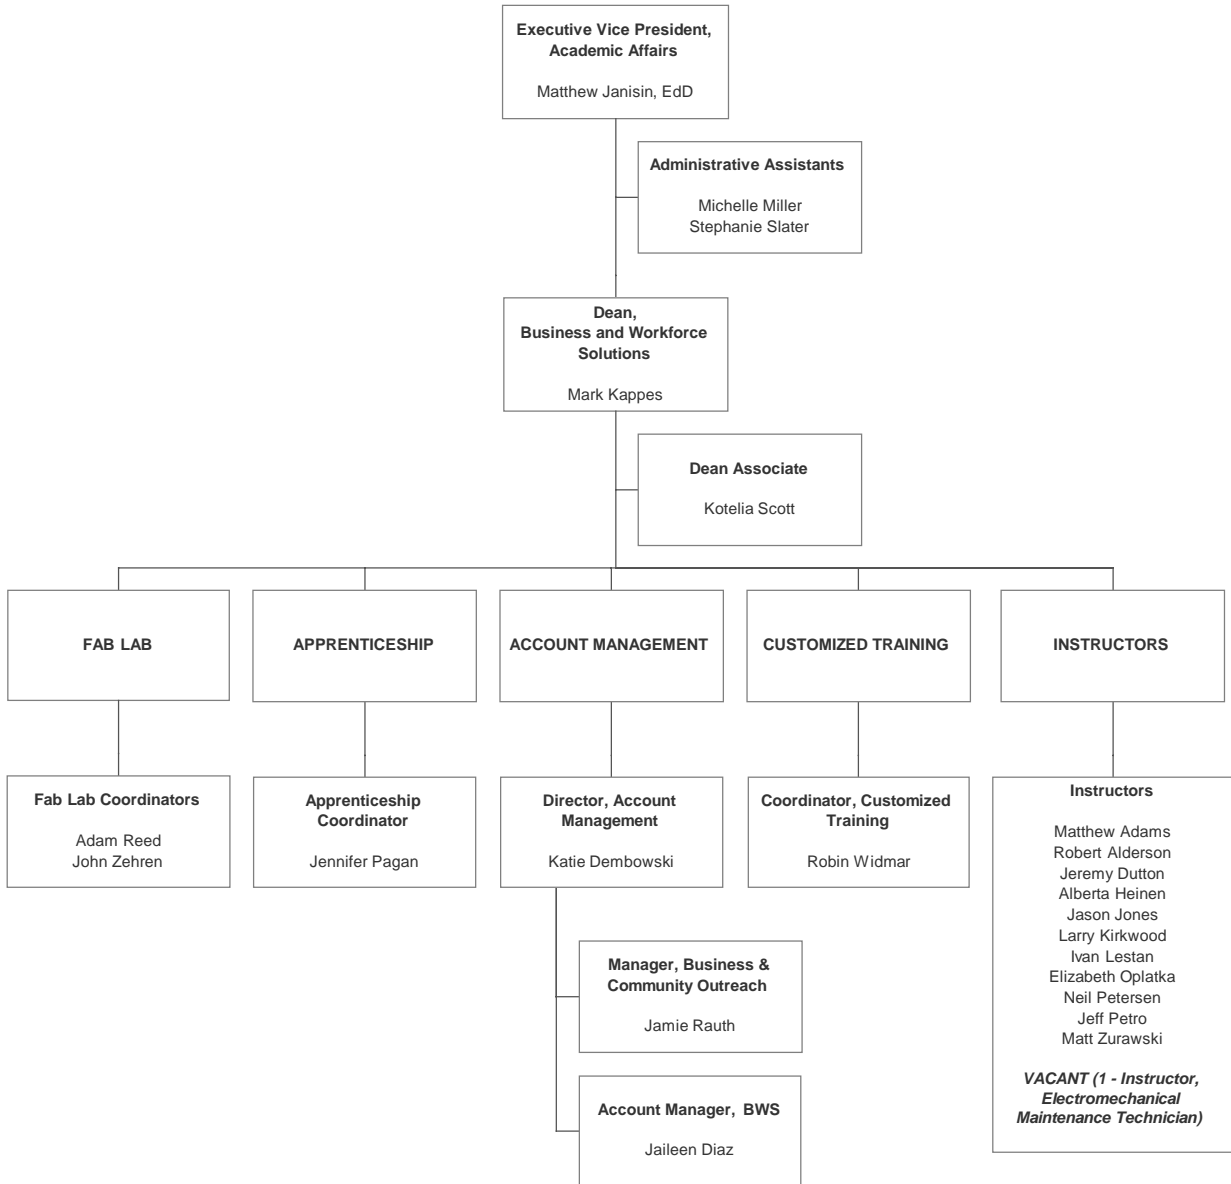 Executive Vice President,
Academic Affairs
Matthew Janisin, EdD
Administrative Assistants
Michelle Miller
Stephanie Slater
Dean,
Business and Workforce
Solutions
Mark Kappes
Dean Associate
Kotelia Scott
FAB LAB
APPRENTICESHIP
ACCOUNT MANAGEMENT
CUSTOMIZED TRAINING
INSTRUCTORS
Fab Lab Coordinators
Adam Reed
John Zehren
Apprenticeship
Coordinator
Jennifer Pagan
Director, Account
Management
Katie Dembowski
Coordinator, Customized
Training
Robin Widmar
Instructors
Matthew Adams
Robert Alderson
Jeremy Dutton
Alberta Heinen
Jason Jones
Larry Kirkwood
Ivan Lestan
Elizabeth Oplatka
Neil Petersen
Jeff Petro
Matt Zurawski
VACANT (1 - Instructor,
Electromechanical
Maintenance Technician)
Manager, Business &
Community Outreach
Jamie Rauth
Account Manager, BWS
Jaileen Diaz